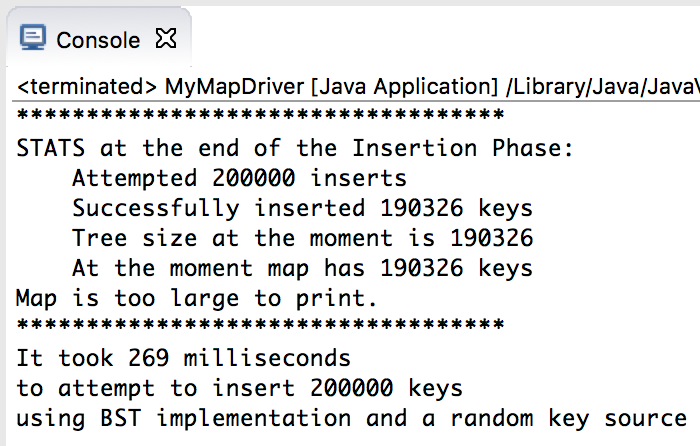 Console
<terminated> MyMapDriver [Java Application] /Library/Java/Java
***********************************
STATS at the end of the Insertion Phase:
    Attempted 200000 inserts
    Successfully inserted 190326 keys
    Tree size at the moment is 190326
    At the moment map has 190326 keys
Map is too large to print.
***********************************
It took 269 milliseconds
to attempt to insert 200000 keys
using BST implementation and a random key source